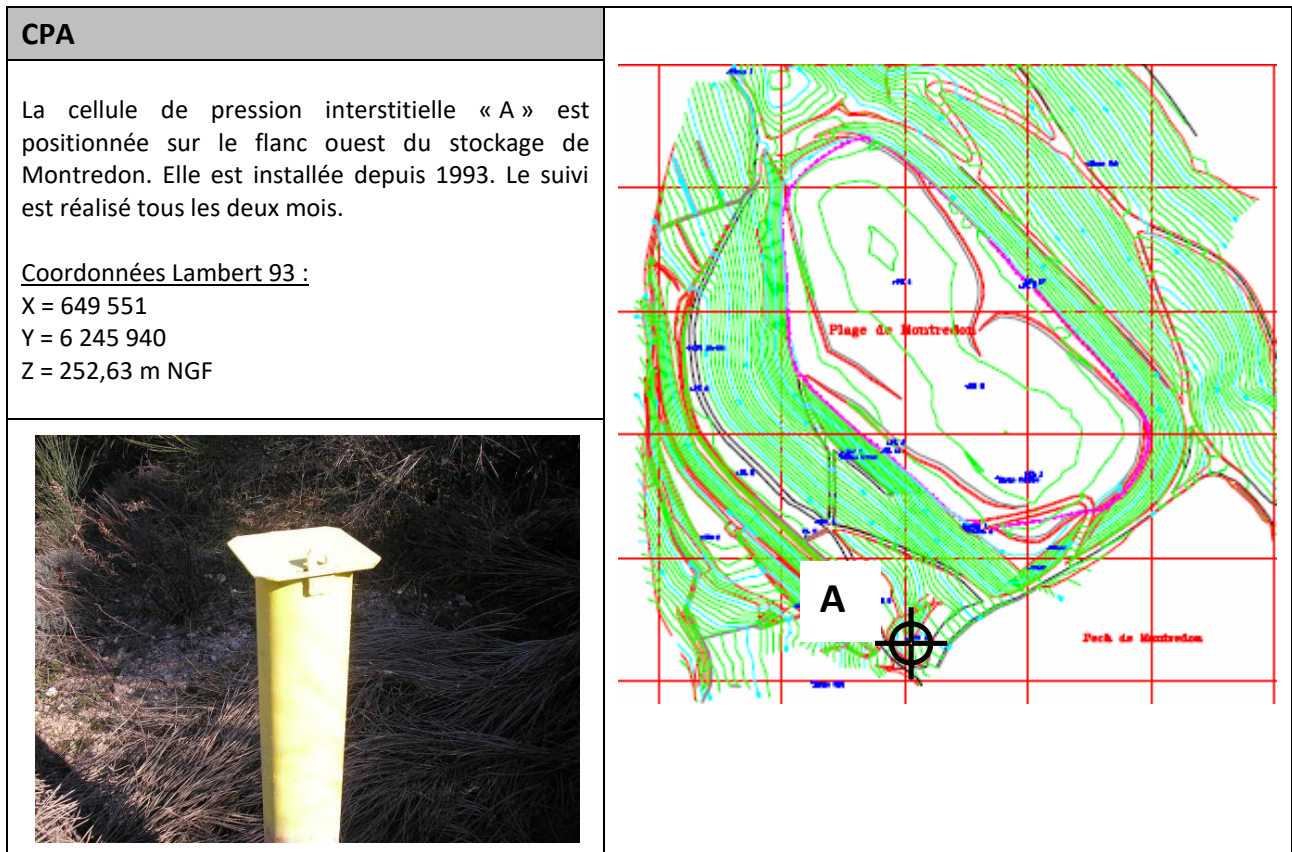 CPA
La cellule de pression interstitielle « A » est
positionnée sur le flanc ouest du stockage de
Montredon. Elle est installée depuis 1993. Le suivi
est réalisé tous les deux mois.
Coordonnées Lambert 93 :
X = 649 551
Y = 6 245 940
Z = 252,63 m NGF
Plage de Montredon
A
Pech de Montredon